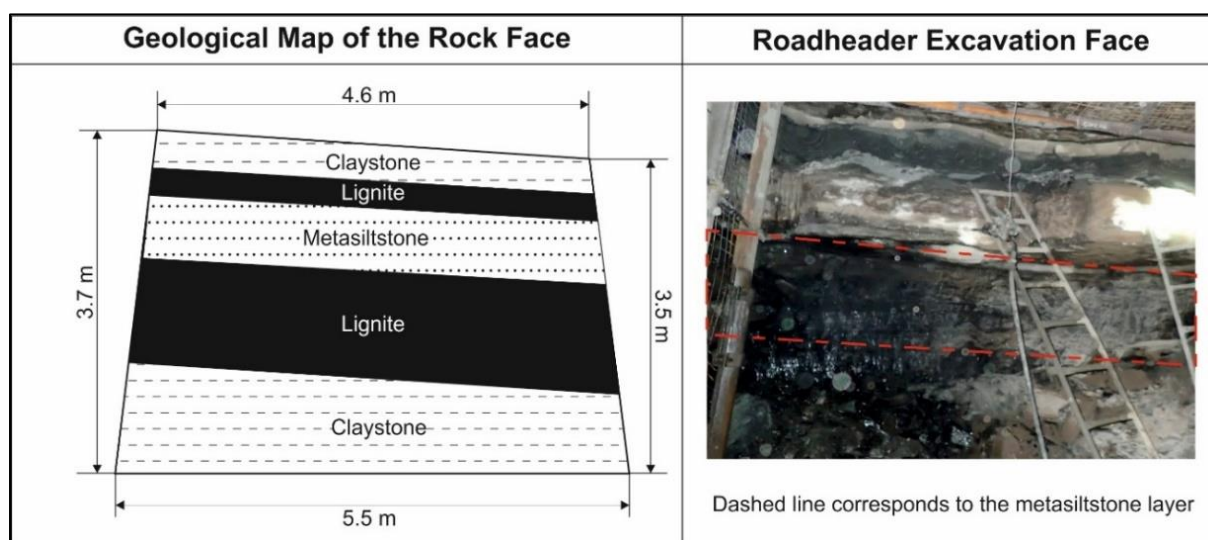 Geological Map of the Rock Face
Roadheader Excavation Face
4.6 m
Claystone
Lignite
Metasiltstone
Lignite
Claystone
3.7 m
3.5 m
5.5 m
Dashed line corresponds to the metasiltstone layer